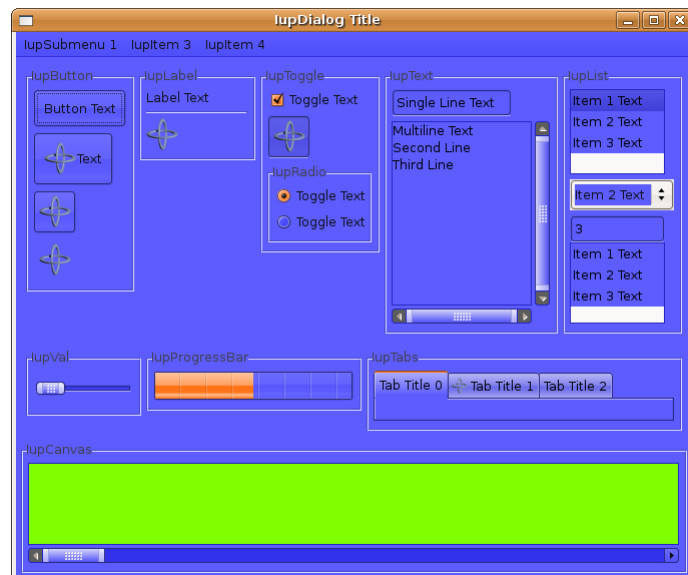 IupDialog Title
IupSubmenu 1 IupItem 3 IupItem 4
IupButton
Button Text
Text
IupLabel
Label Text
IupToggle
Toggle Text
IupRadio
Toggle Text
Toggle Text
IupText
Single Line Text
Multiline Text
Second Line
Third Line
IupList
Item 1 Text
Item 2 Text
Item 3 Text
Item 2 Text
3
Item 1 Text
Item 2 Text
Item 3 Text
IupVal
IupProgressBar
IupTabs
Tab Title 0 Tab Title 1 Tab Title 2
IupCanvas